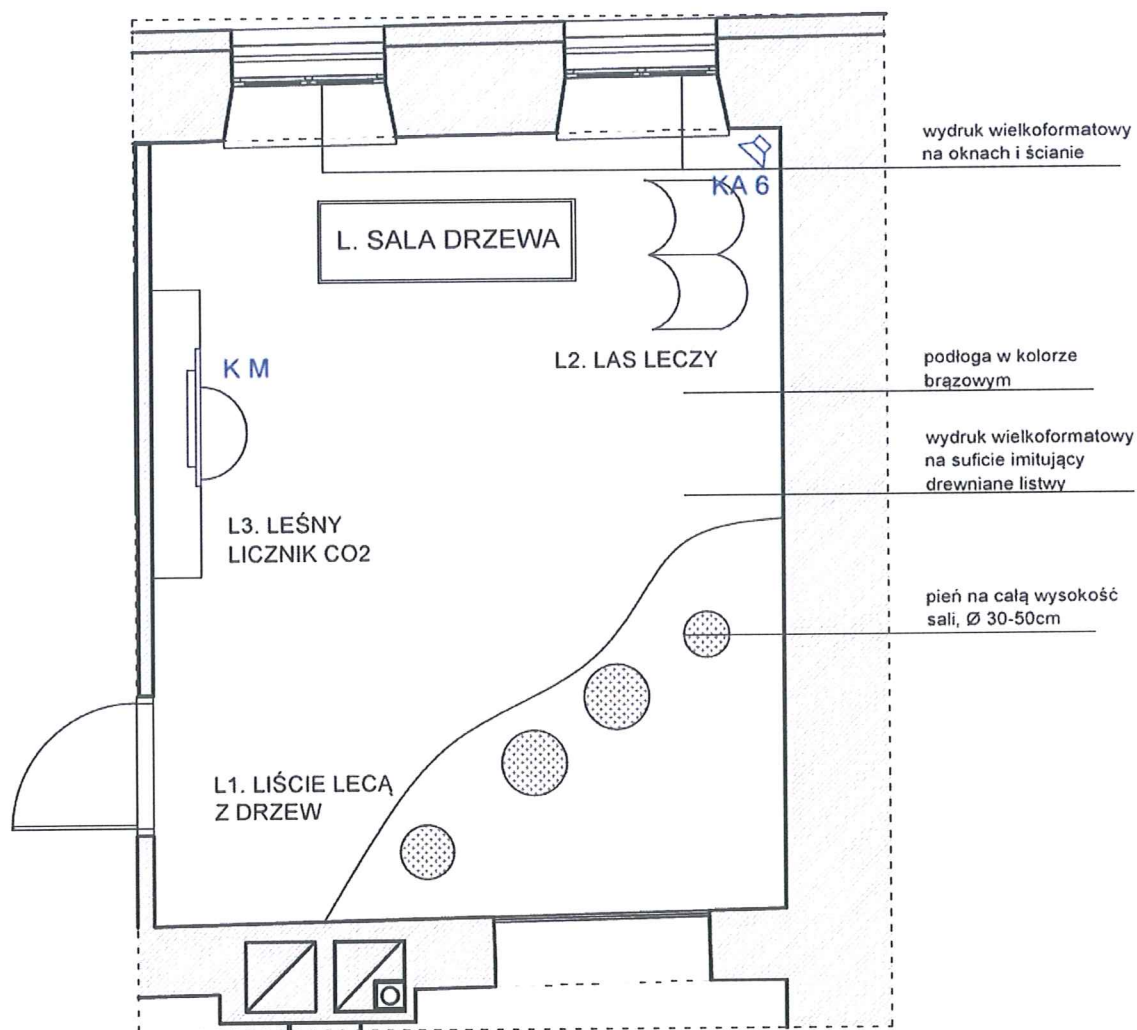 wydruk wielkoformatowy
na oknach i ścianie
KA 6
L. SALA DRZEWA
L2. LAS LECZY
podłoga w kolorze
brązowym
K M
wydruk wielkoformatowy
na suficie imitujący
drewniane listwy
L3. LEŚNY
LICZNIK CO2
pień na całą wysokość
sali, Ø 30-50cm
L1. LIŚCIE LECĄ
Z DRZEW